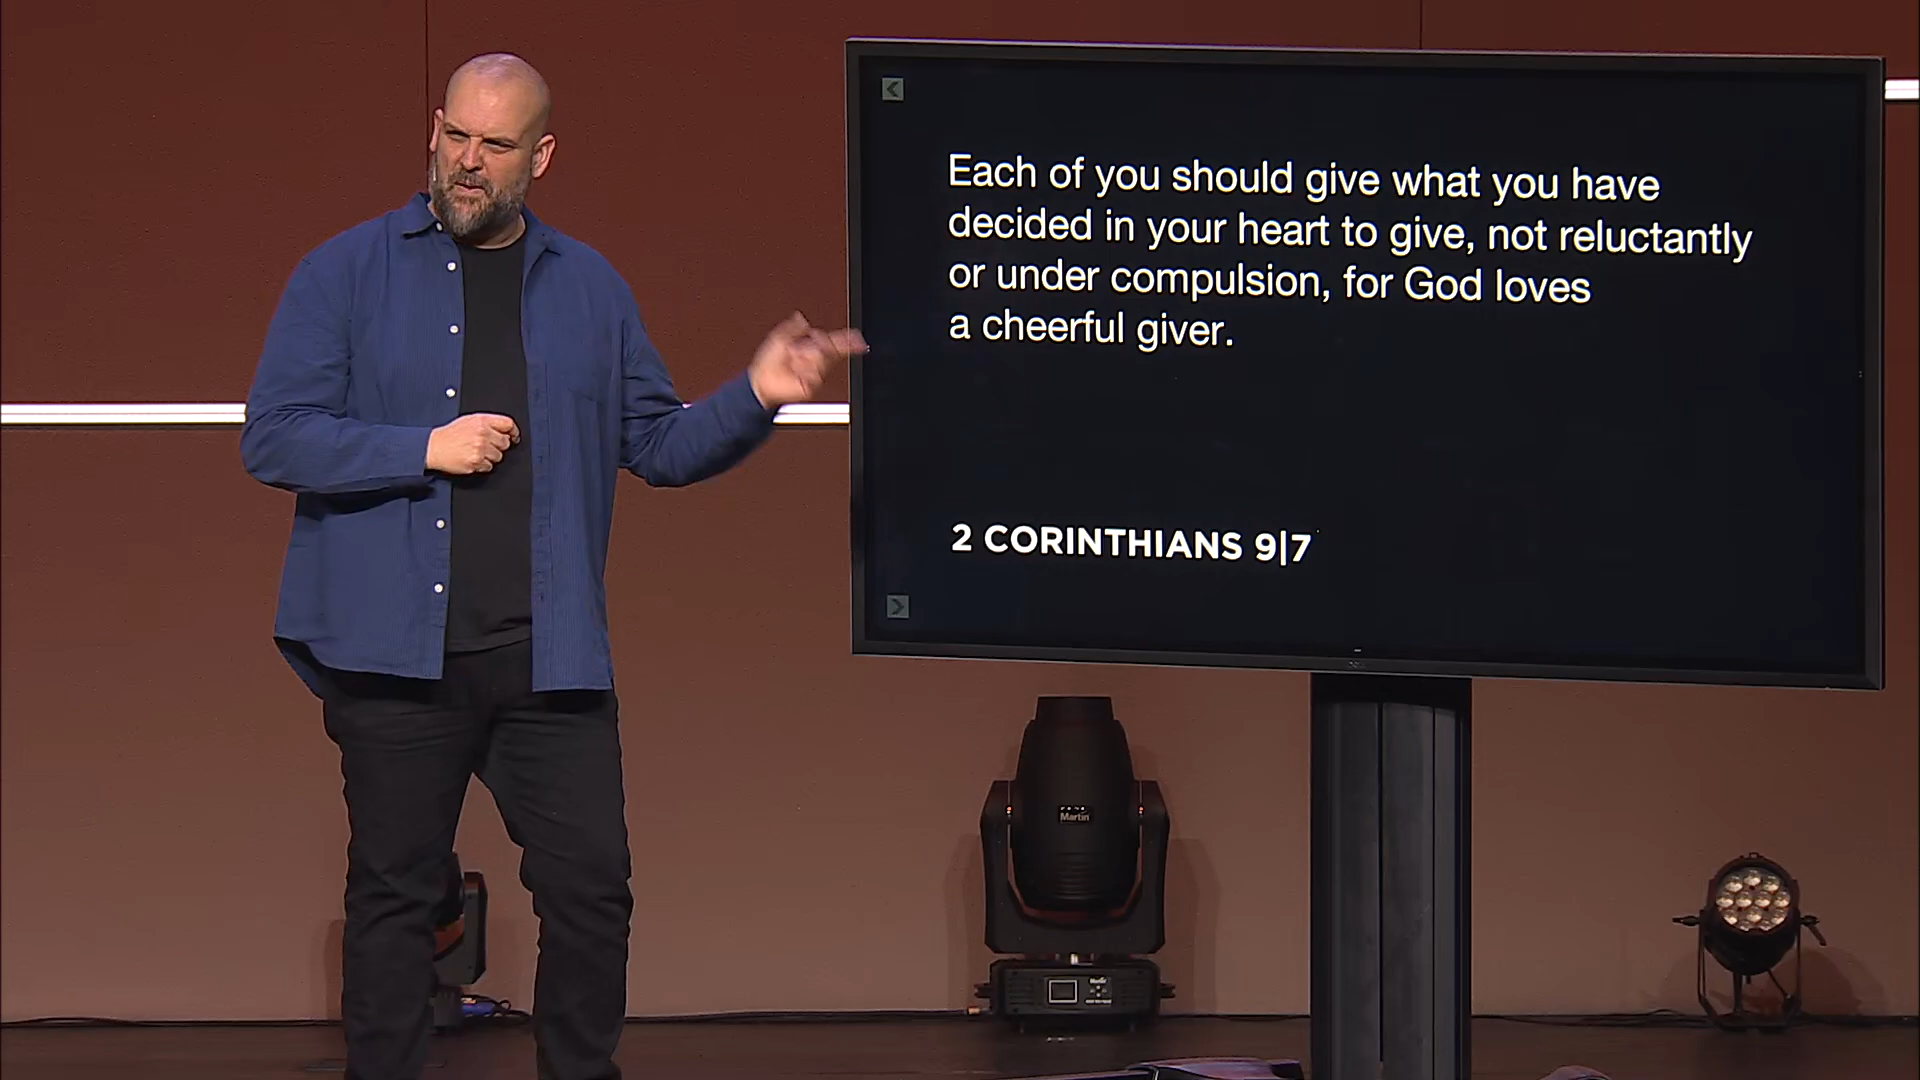 Each of you should give what you have
decided in your heart to give, not reluctantly
or under compulsion, for God loves
a cheerful giver.
2 CORINTHIANS 9|7
Martin